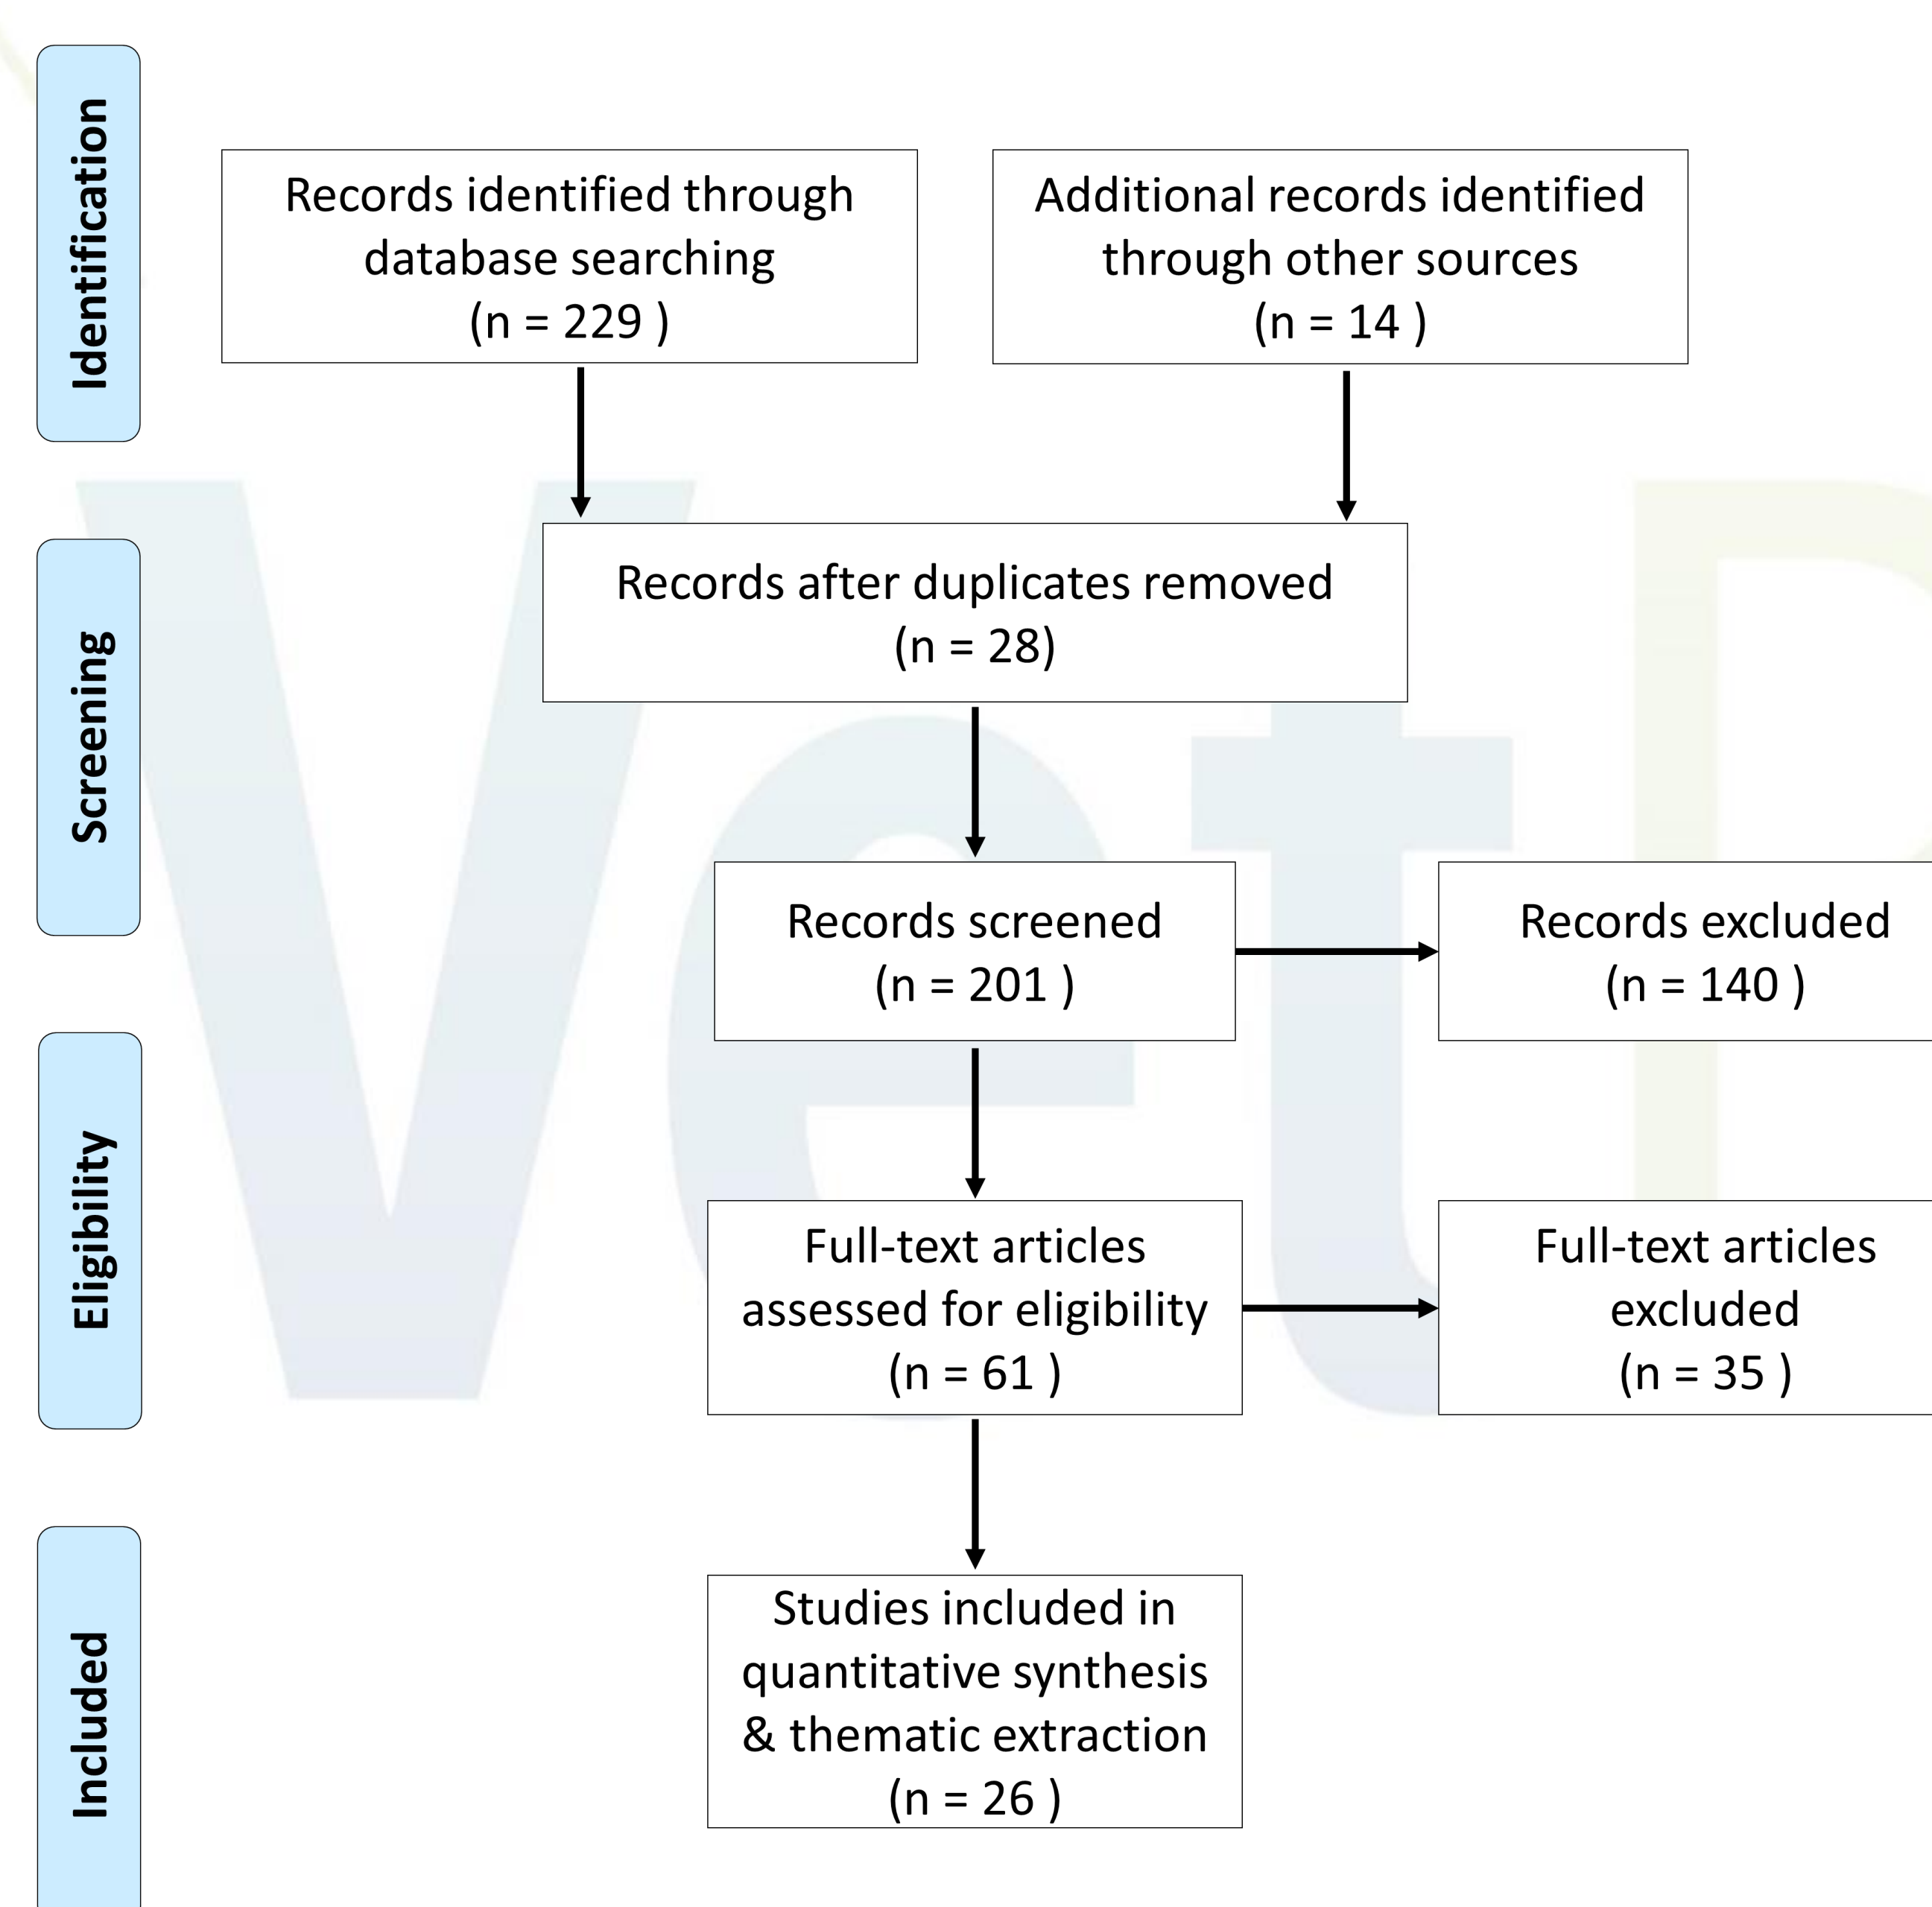 Identification
Records identified through
database searching
(n = 229 )
Additional records identified
through other sources
(n = 14 )
Screening
Records after duplicates removed
(n = 28)
Records screened
(n = 201 )
Records excluded
(n = 140 )
Eligibility
Full-text articles
assessed for eligibility
(n = 61 )
Full-text articles
excluded
(n = 35 )
Included
Studies included in
quantitative synthesis
& thematic extraction
(n = 26 )
Vet